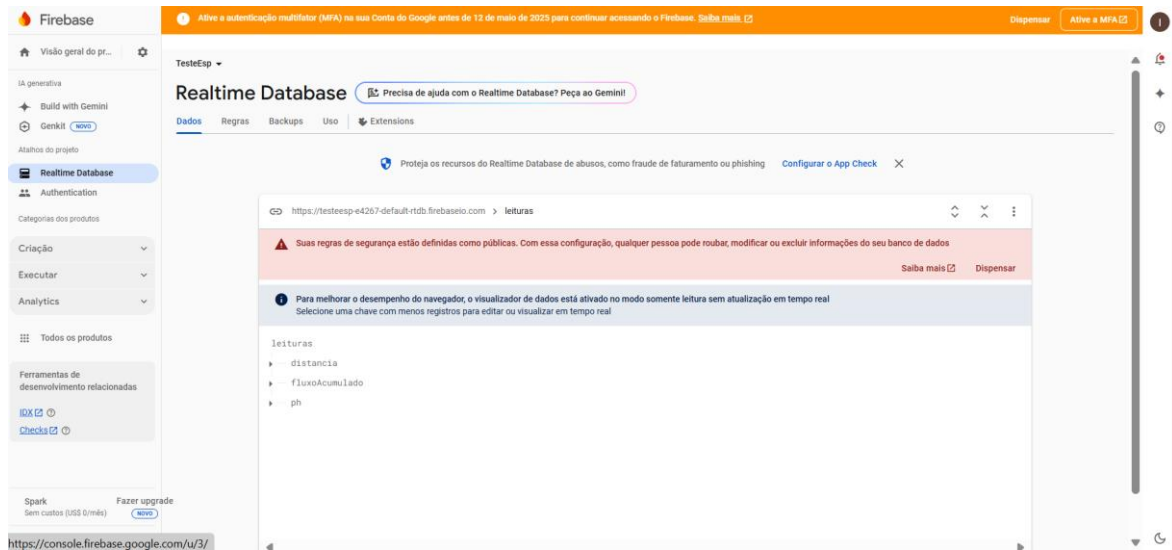 Firebase
Ative a autenticação multifator (MFA) na sua Conta do Google antes de 12 de maio de 2025 para continuar acessando o Firebase. Saiba mais
Dispensar
Ative a MFA
I
Visão geral do pr...
TesteEsp
IA generativa
Realtime Database
Precisa de ajuda com o Realtime Database? Peça ao Gemini!
Build with Gemini
Genkit NOVO
Dados Regras Backups Uso Extensions
Atalhos do projeto
Realtime Database
Authentication
Proteja os recursos do Realtime Database de abusos, como fraude de faturamento ou phishing Configurar o App Check
Categorias dos produtos
Criação
Executar
Analytics
Todos os produtos
Ferramentas de
desenvolvimento relacionadas
IDX
Checks
Spark
Sem custos (US$ 0/mês)
Fazer upgrade
NOVO
https://console.firebase.google.com/u/3/
https://testeesp-e4267-default-rtdb.firebaseio.com > leituras
Suas regras de segurança estão definidas como públicas. Com essa configuração, qualquer pessoa pode roubar, modificar ou excluir informações do seu banco de dados
Saiba mais Dispensar
Para melhorar o desempenho do navegador, o visualizador de dados está ativado no modo somente leitura sem atualização em tempo real
Selecione uma chave com menos registros para editar ou visualizar em tempo real
leituras
distancia
fluxoAcumulado
ph